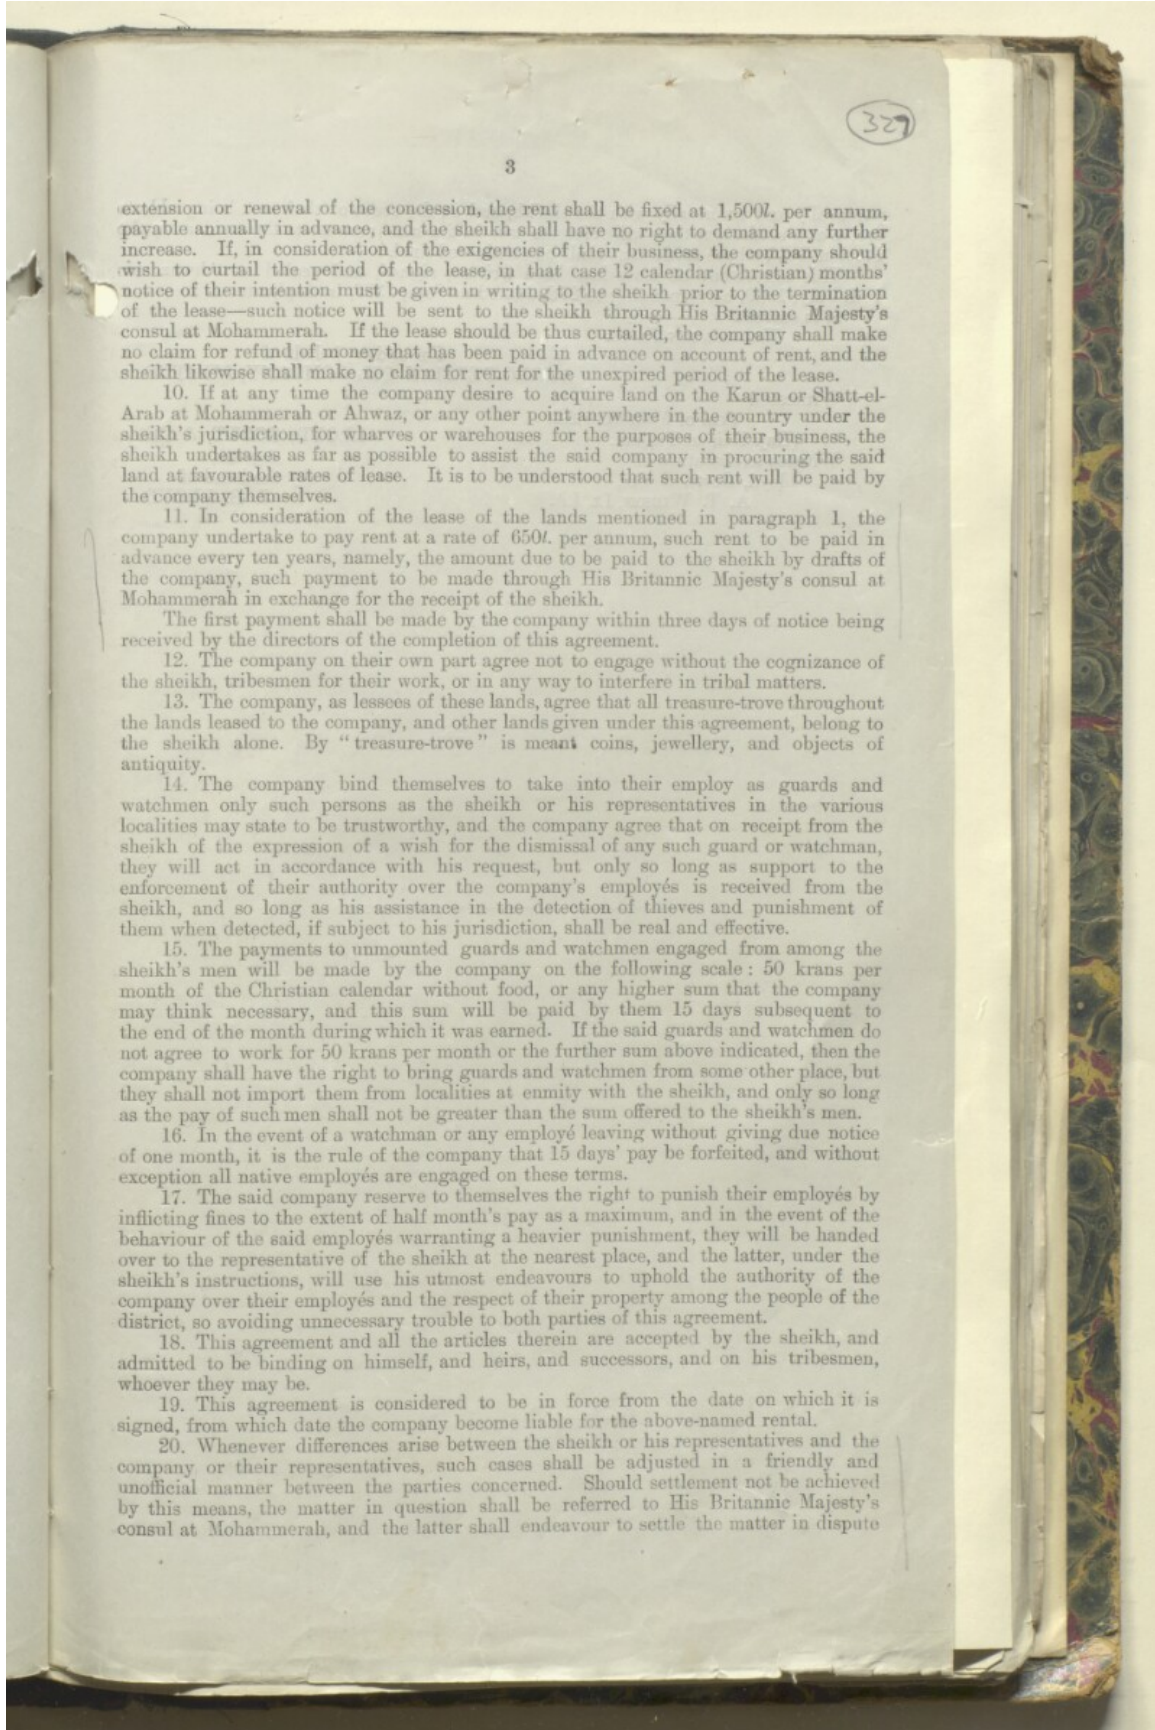 327
3
extension or renewal of the concession, the rent shall be fixed at 1,500l. per annum,
payable annually in advance, and the sheikh shall have no right to demand any further
increase. If, in consideration of the exigencies of their business, the company should
wish to curtail the period of the lease, in that case 12 calendar (Christian) months'
notice of their intention must be given in writing to the sheikh prior to the termination
of the lease—such notice will be sent to the sheikh through His Britannic Majesty's
consul at Mohammerah. If the lease should be thus curtailed, the company shall make
no claim for refund of money that has been paid in advance on account of rent, and the
sheikh likewise shall make no claim for rent for the unexpired period of the lease.
10. If at any time the company desire to acquire land on the Karun or Shatt-el-
Arab at Mohammerah or Ahwaz, or any other point anywhere in the country under the
sheikh's jurisdiction, for wharves or warehouses for the purposes of their business, the
sheikh undertakes as far as possible to assist the said company in procuring the said
land at favourable rates of lease. It is to be understood that such rent will be paid by
the company themselves.
11. In consideration of the lease of the lands mentioned in paragraph 1, the
company undertake to pay rent at a rate of 650l. per annum, such rent to be paid in
advance every ten years, namely, the amount due to be paid to the sheikh by drafts of
the company, such payment to be made through His Britannic Majesty's consul at
Mohammerah in exchange for the receipt of the sheikh.
The first payment shall be made by the company within three days of notice being
received by the directors of the completion of this agreement.
12. The company on their own part agree not to engage without the cognizance of
the sheikh, tribesmen for their work, or in any way to interfere in tribal matters.
13. The company, as lessees of these lands, agree that all treasure-trove throughout
the lands leased to the company, and other lands given under this agreement, belong to
the sheikh alone. By "treasure-trove" is meant coins, jewellery, and objects of
antiquity.
14. The company bind themselves to take into their employ as guards and
watchmen only such persons as the sheikh or his representatives in the various
localities may state to be trustworthy, and the company agree that on receipt from the
sheikh of the expression of a wish for the dismissal of any such guard or watchman,
they will act in accordance with his request, but only so long as support to the
enforcement of their authority over the company's employés is received from the
sheikh, and so long as his assistance in the detection of thieves and punishment of
them when detected, if subject to his jurisdiction, shall be real and effective.
15. The payments to unmounted guards and watchmen engaged from among the
sheikh's men will be made by the company on the following scale: 50 krans per
month of the Christian calendar without food, or any higher sum that the company
may think necessary, and this sum will be paid by them 15 days subsequent to
the end of the month during which it was earned. If the said guards and watchmen do
not agree to work for 50 krans per month or the further sum above indicated, then the
company shall have the right to bring guards and watchmen from some other place, but
they shall not import them from localities at enmity with the sheikh, and only so long
as the pay of such men shall not be greater than the sum offered to the sheikh's men.
16. In the event of a watchman or any employé leaving without giving due notice
of one month, it is the rule of the company that 15 days' pay be forfeited, and without
exception all native employés are engaged on these terms.
17. The said company reserve to themselves the right to punish their employés by
inflicting fines to the extent of half month's pay as a maximum, and in the event of the
behaviour of the said employés warranting a heavier punishment, they will be handed
over to the representative of the sheikh at the nearest place, and the latter, under the
sheikh's instructions, will use his utmost endeavours to uphold the authority of the
company over their employés and the respect of their property among the people of the
district, so avoiding unnecessary trouble to both parties of this agreement.
18. This agreement and all the articles therein are accepted by the sheikh, and
admitted to be binding on himself, and heirs, and successors, and on his tribesmen,
whoever they may be.
19. This agreement is considered to be in force from the date on which it is
signed, from which date the company become liable for the above-named rental.
20. Whenever differences arise between the sheikh or his representatives and the
company or their representatives, such cases shall be adjusted in a friendly and
unofficial manner between the parties concerned. Should settlement not be achieved
by this means, the matter in question shall be referred to His Britannic Majesty's
consul at Mohammerah, and the latter shall endeavour to settle the matter in dispute